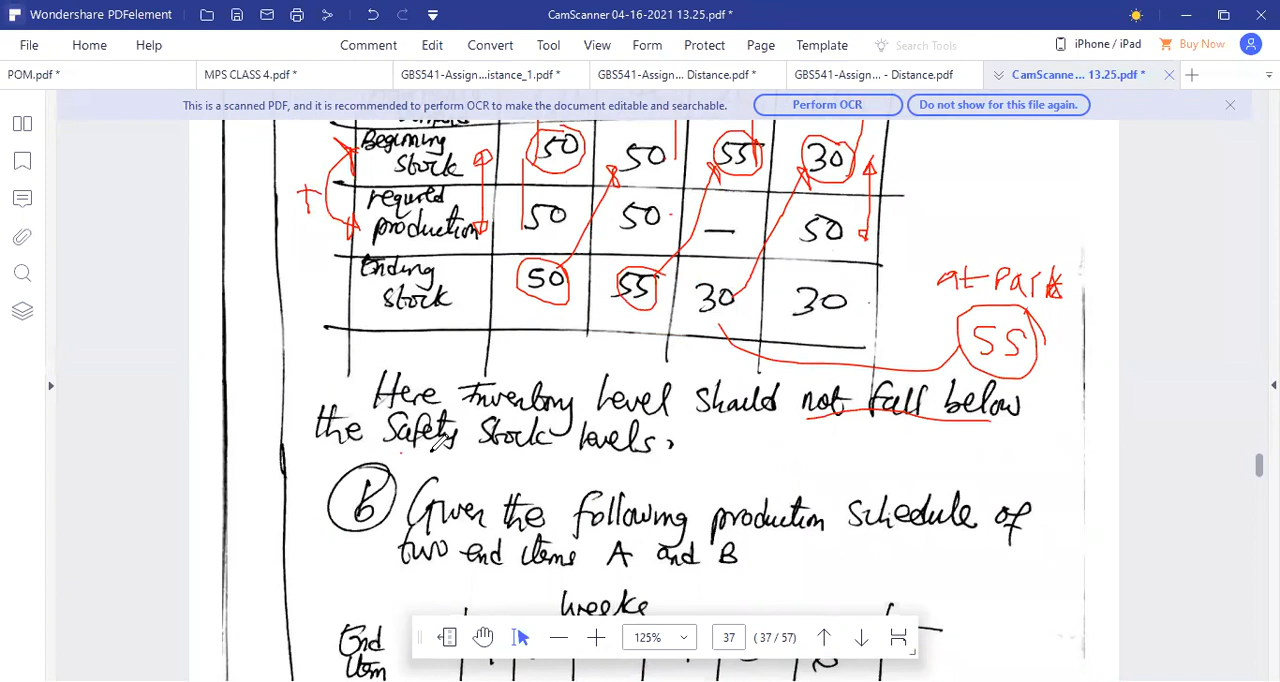 Wondershare PDFelement
CamScanner 04-16-2021 13.25.pdf *
File Home Help Comment Edit Convert Tool View Form Protect Page Template Search Tools iPhone / iPad Buy Now
POM.pdf * MPS CLASS 4.pdf * GBS541-Assign...istance_1.pdf * GBS541-Assign... Distance.pdf * GBS541-Assign... - Distance.pdf CamScanne... 13.25.pdf *
This is a scanned PDF, and it is recommended to perform OCR to make the document editable and searchable. Perform OCR Do not show for this file again.
Beginning
stock 50 50 55 30
required
production 50 50 — 50
Ending
stock 50 55 30 30
+
at Park
55
Here Inventory Level should not fall below
the Safety Stock levels,
b Given the following production schedule of
two end items A and B
weeks
End
item
125% 37 (37 / 57)